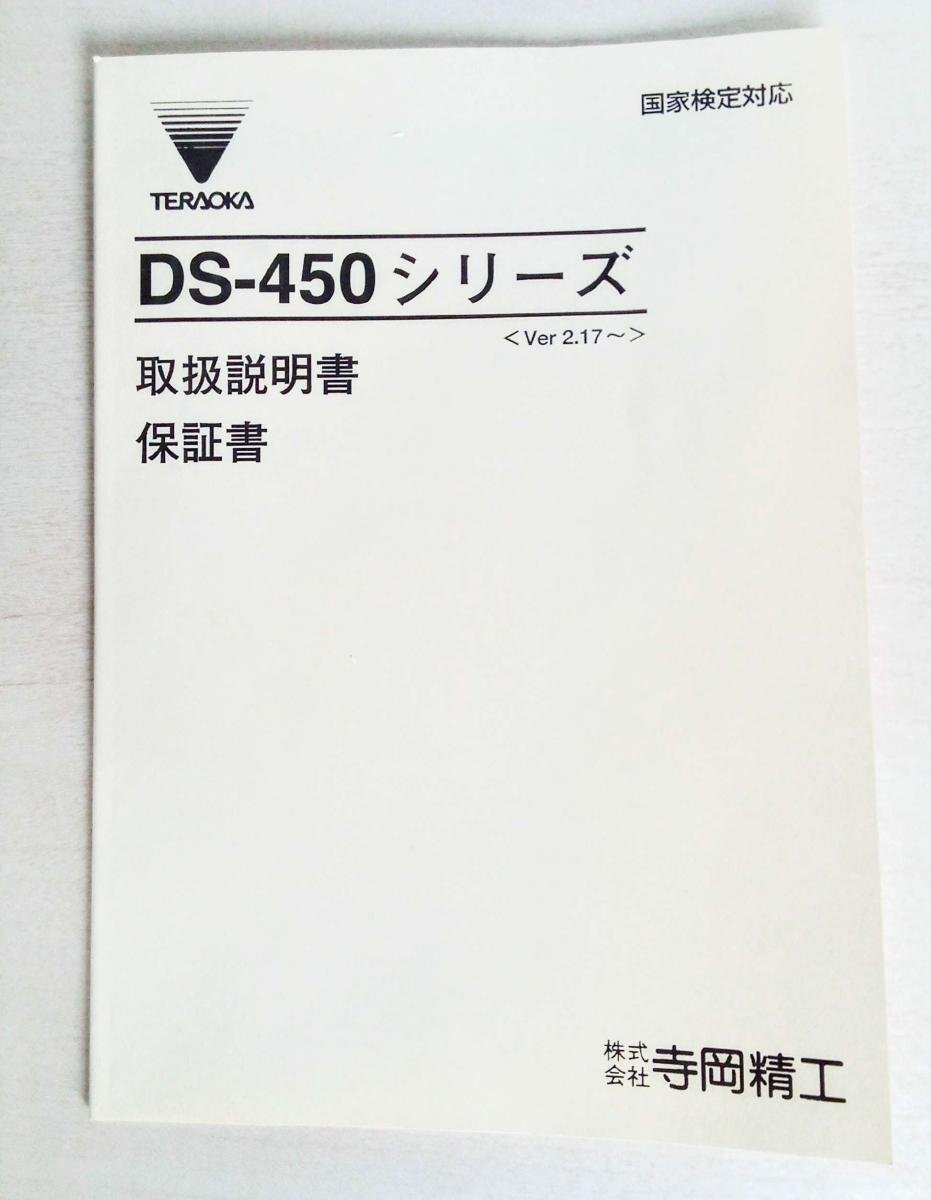 国家検定対応
TERAOKA
DS-450シリーズ
＜Ver 2.17～＞
取扱説明書
保証書
株式
会社
寺岡精工